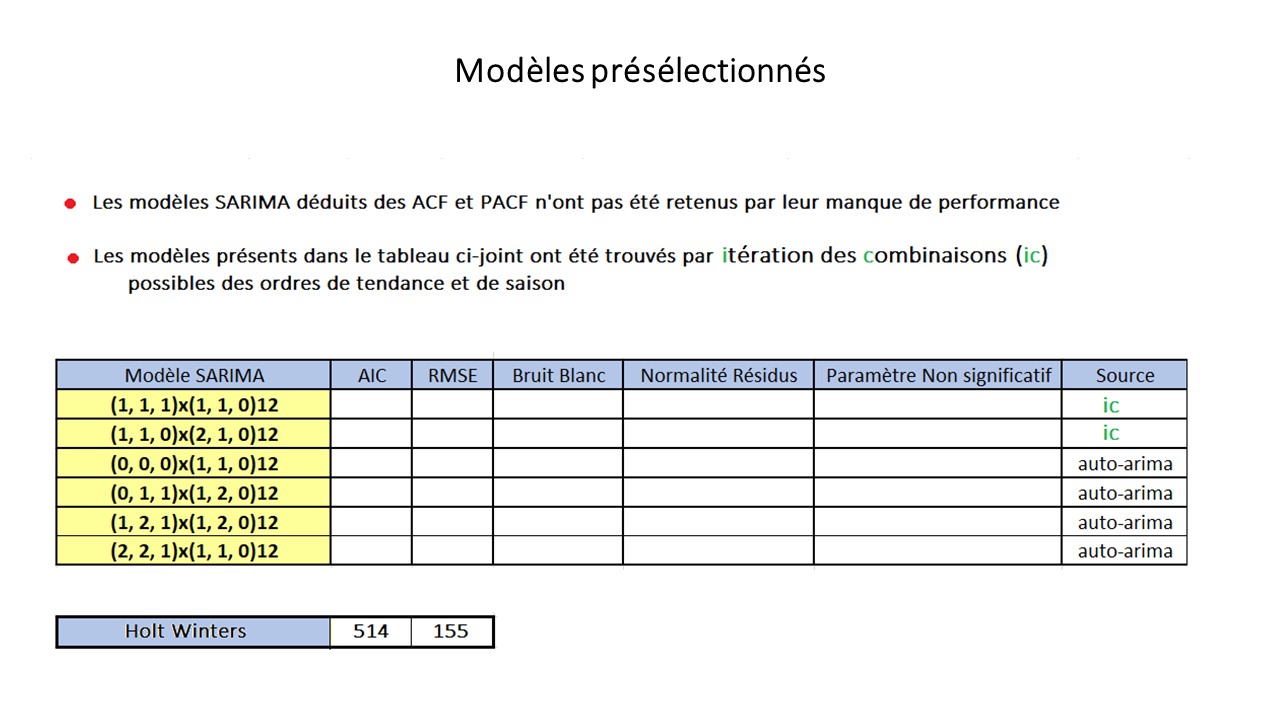 Modèles présélectionnés
Les modèles SARIMA déduits des ACF et PACF n'ont pas été retenus par leur manque de performance
Les modèles présents dans le tableau ci-joint ont été trouvés par itération des combinaisons (ic)
possibles des ordres de tendance et de saison
Modèle SARIMA AIC RMSE Bruit Blanc Normalité Résidus Paramètre Non significatif Source
(1, 1, 1)x(1, 1, 0)12 ic
(1, 1, 0)x(2, 1, 0)12 ic
(0, 0, 0)x(1, 1, 0)12 auto-arima
(0, 1, 1)x(1, 2, 0)12 auto-arima
(1, 2, 1)x(1, 2, 0)12 auto-arima
(2, 2, 1)x(1, 1, 0)12 auto-arima
Holt Winters 514 155